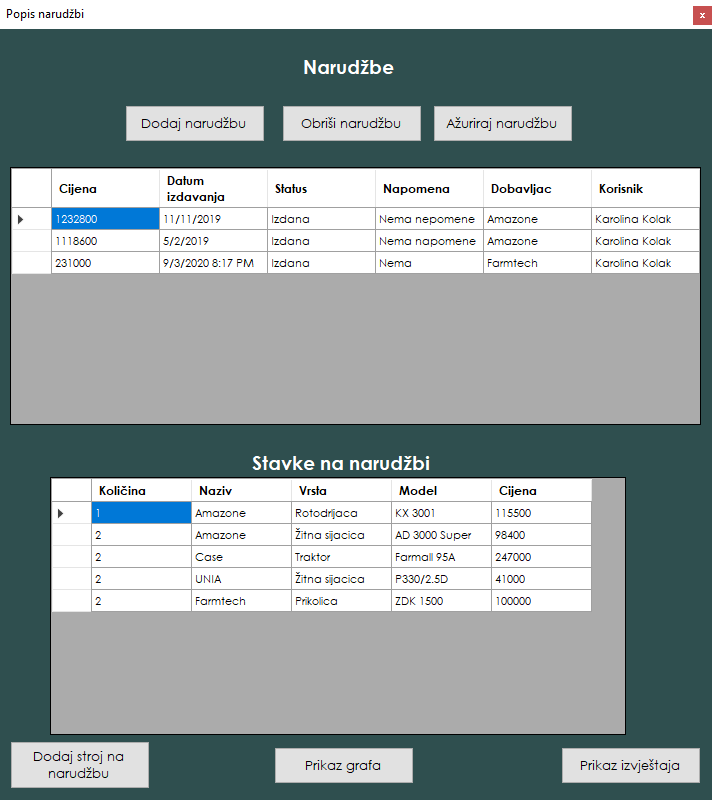 Popis narudžbi
x
Narudžbe
Dodaj narudžbu Obriši narudžbu Ažuriraj narudžbu
Cijena Datum izdavanja Status Napomena Dobavljac Korisnik
1232800 11/11/2019 Izdana Nema nepomene Amazone Karolina Kolak
1118600 5/2/2019 Izdana Nema napomene Amazone Karolina Kolak
231000 9/3/2020 8:17 PM Izdana Nema Farmtech Karolina Kolak
Stavke na narudžbi
Količina Naziv Vrsta Model Cijena
1 Amazone Rotodrljaca KX 3001 115500
2 Amazone Žitna sijacica AD 3000 Super 98400
2 Case Traktor Farmall 95A 247000
2 UNIA Žitna sijacica P330/2.5D 41000
2 Farmtech Prikolica ZDK 1500 100000
Dodaj stroj na
narudžbu
Prikaz grafa
Prikaz izvještaja